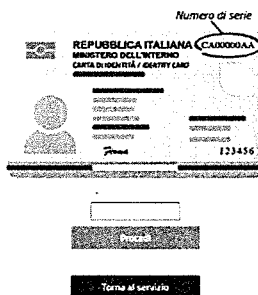 Numero di serie
REPUBBLICA ITALIANA CA00000AA
MINISTERO DELL'INTERNO
CARTA DI IDENTITÀ / IDENTITY CARD
Firma
123456
Procedi
Torna al servizio